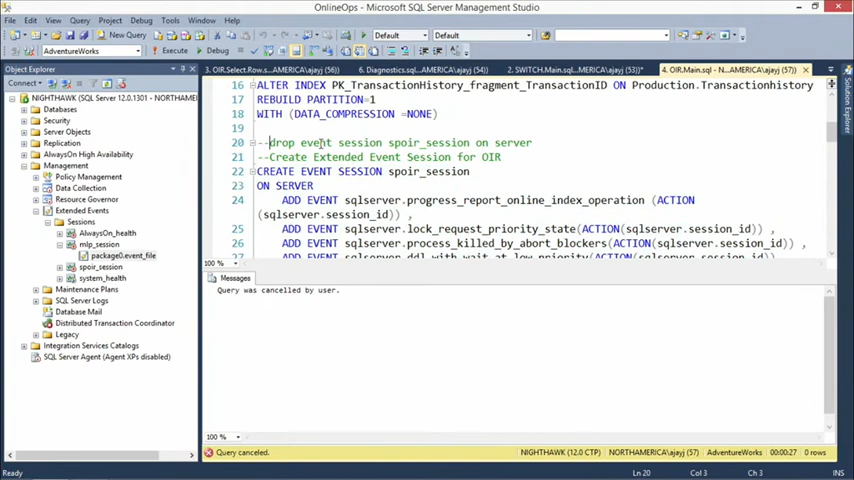 OnlineOps - Microsoft SQL Server Management Studio
File Edit View Query Project Debug Tools Window Help
New Query Default Default
AdventureWorks Execute Debug
Object Explorer
3. OIR.Select.Row.s...AMERICA\ajayj (56)) 6. Diagnostics.sql...AMERICA\ajayj (58)) 2. SWITCH.Main.sql...AMERICA\ajayj (53))* 4. OIR.Main.sql - N...AMERICA\ajayj (57))
Connect
NIGHTHAWK (SQL Server 12.0.1301 - NORTHAME
Databases
Security
Server Objects
Replication
AlwaysOn High Availability
Management
Policy Management
Data Collection
Resource Governor
Extended Events
Sessions
AlwaysOn_health
mlp_session
package0.event_file
spoir_session
system_health
Maintenance Plans
SQL Server Logs
Database Mail
Distributed Transaction Coordinator
Legacy
Integration Services Catalogs
SQL Server Agent (Agent XPs disabled)
16 ALTER INDEX PK_TransactionHistory_fragment_TransactionID ON Production.TransactionHistory
17 REBUILD PARTITION=1
18 WITH (DATA_COMPRESSION =NONE)
19
20 --drop event session spoir_session on server
21 --Create Extended Event Session for OIR
22 CREATE EVENT SESSION spoir_session
23 ON SERVER
24 ADD EVENT sqlserver.progress_report_online_index_operation (ACTION
(sqlserver.session_id)) ,
25 ADD EVENT sqlserver.lock_request_priority_state(ACTION(sqlserver.session_id)) ,
26 ADD EVENT sqlserver.process_killed_by_abort_blockers(ACTION(sqlserver.session_id)) ,
27 ADD EVENT sqlserver.ddl_with_wait_at_low_priority(ACTION(sqlserver.session_id))
100 %
Messages
Query was cancelled by user.
100 %
Query canceled. NIGHTHAWK (12.0 CTP) NORTHAMERICA\ajayj (57) AdventureWorks 00:00:27 0 rows
Ready Ln 20 Col 3 Ch 3 INS
Solution Explorer